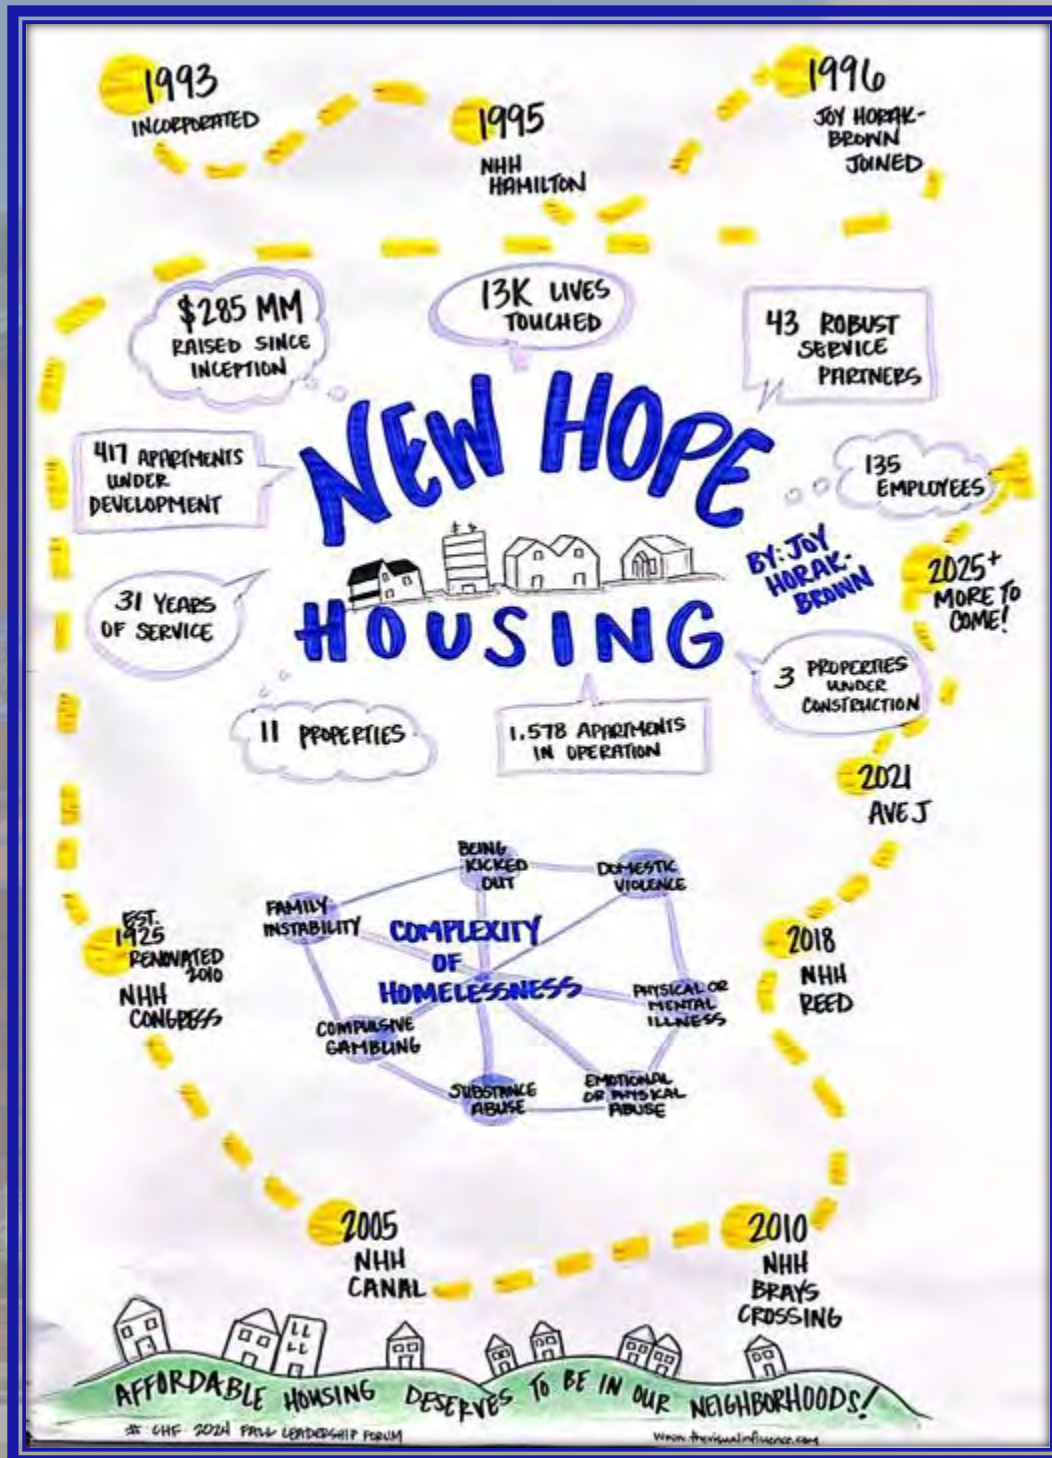 1993
INCORPORATED
1995
NHH
HAMILTON
1996
JOY HORAK-
BROWN
JOINED
$285 MM
RAISED SINCE
INCEPTION
13K LIVES
TOUCHED
43 ROBUST
SERVICE
PARTNERS
NEW HOPE
HOUSING
BY: JOY
HORAK-
BROWN
417 APARTMENTS
UNDER
DEVELOPMENT
135
EMPLOYEES
31 YEARS
OF SERVICE
2025+
MORE TO
COME!
3 PROPERTIES
UNDER
CONSTRUCTION
11 PROPERTIES
1,578 APARTMENTS
IN OPERATION
2021
AVE J
COMPLEXITY
OF
HOMELESSNESS
BEING
KICKED
OUT
DOMESTIC
VIOLENCE
FAMILY
INSTABILITY
PHYSICAL OR
MENTAL
ILLNESS
COMPULSIVE
GAMBLING
SUBSTANCE
ABUSE
EMOTIONAL
OR PHYSICAL
ABUSE
EST.
1925
RENOVATED
2010
NHH
CONGRESS
2018
NHH
REED
2005
NHH
CANAL
2010
NHH
BRAYS
CROSSING
AFFORDABLE HOUSING DESERVES TO BE IN OUR NEIGHBORHOODS!
# CHF 2024 FALL LEADERSHIP FORUM
www.thevisualinfluence.com